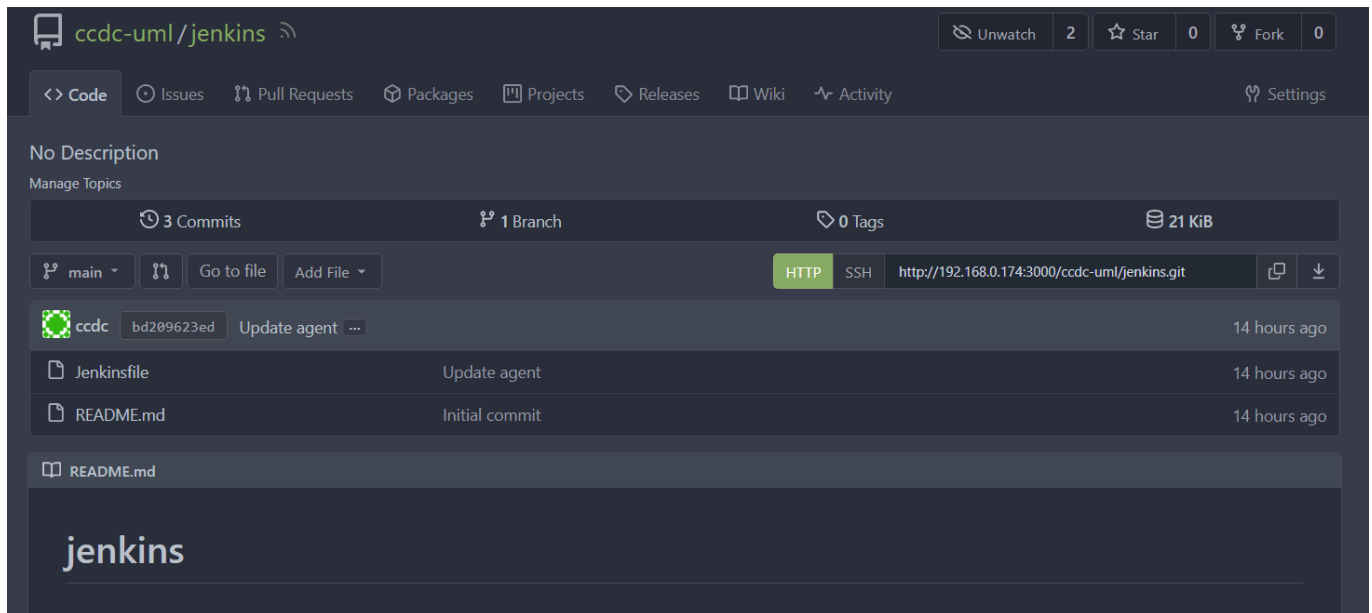 ccdc-uml/jenkins Unwatch 2 Star 0 Fork 0
<> Code Issues Pull Requests Packages Projects Releases Wiki Activity Settings
No Description
Manage Topics
3 Commits 1 Branch 0 Tags 21 KiB
main Go to file Add File HTTP SSH http://192.168.0.174:3000/ccdc-uml/jenkins.git
ccdc bd209623ed Update agent ... 14 hours ago
Jenkinsfile Update agent 14 hours ago
README.md Initial commit 14 hours ago
README.md
jenkins